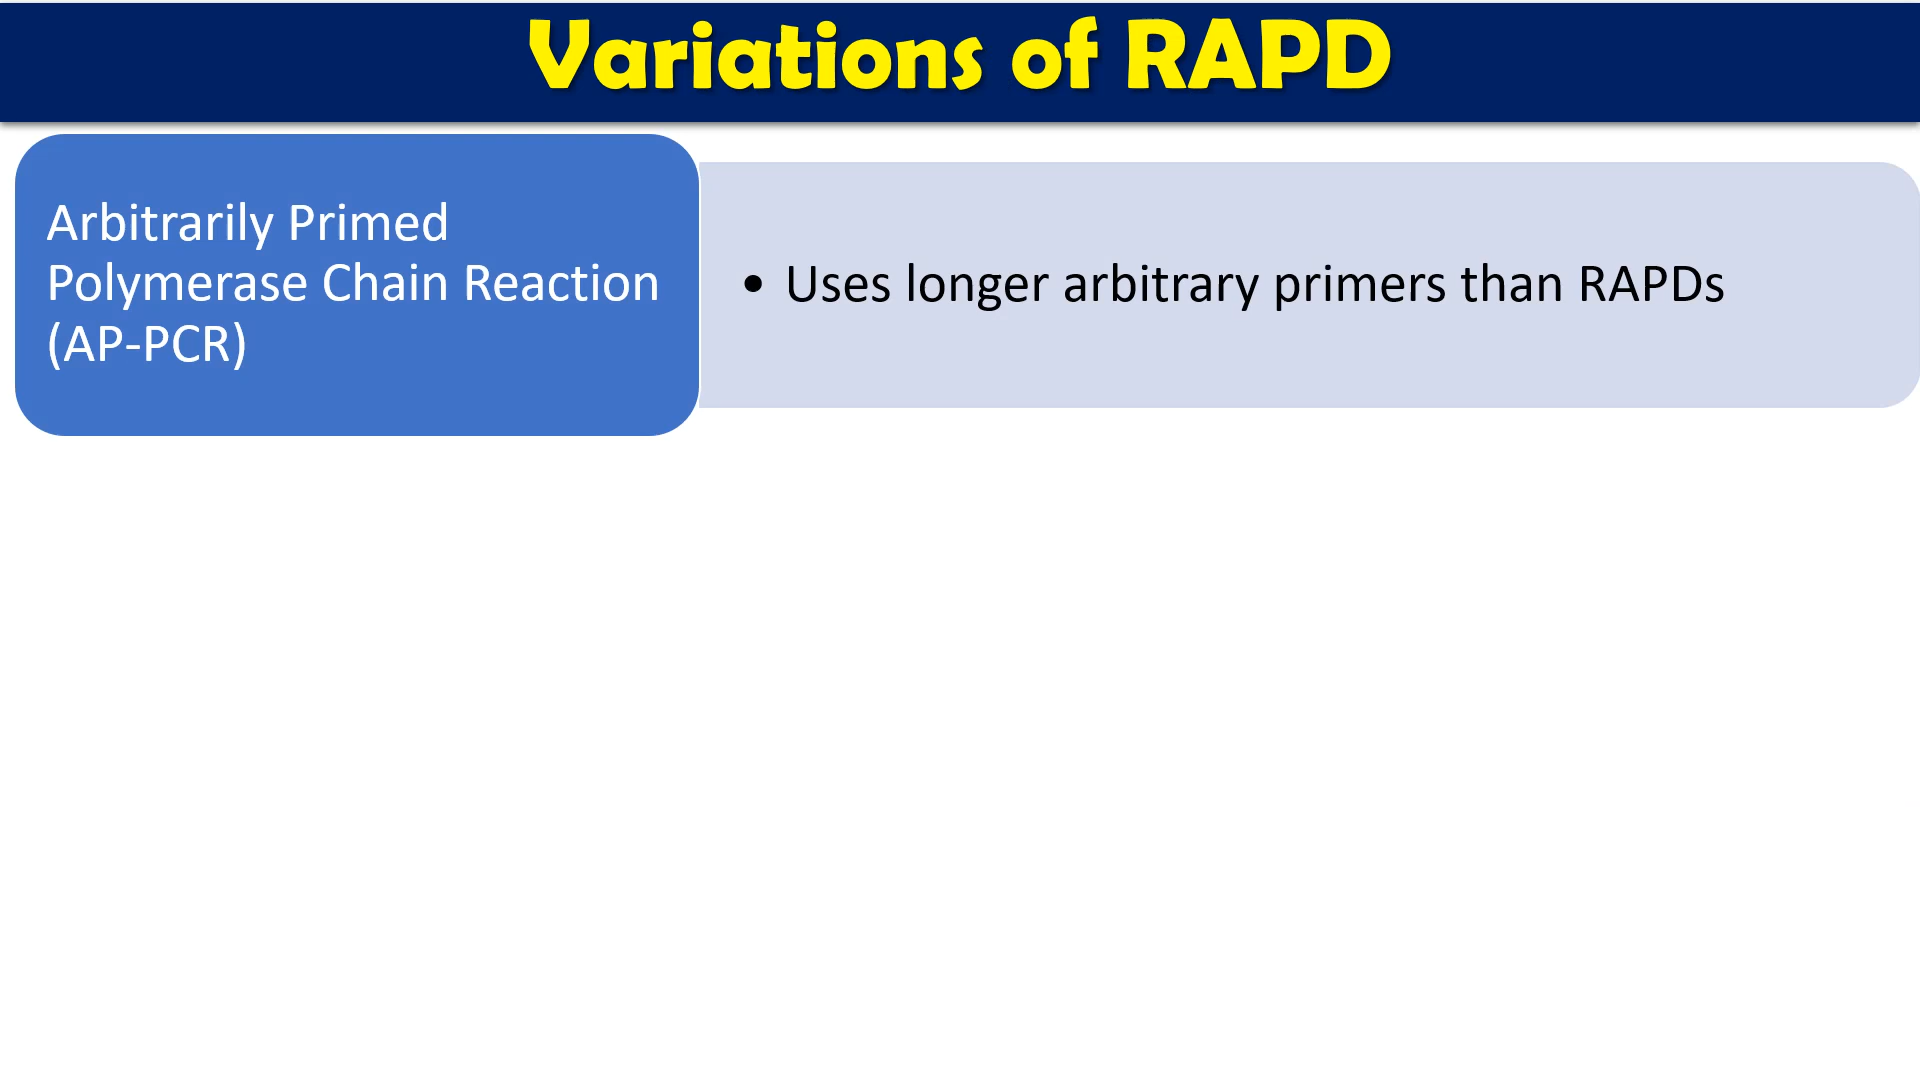 Variations of RAPD
Arbitrarily Primed
Polymerase Chain Reaction
(AP-PCR)
• Uses longer arbitrary primers than RAPDs